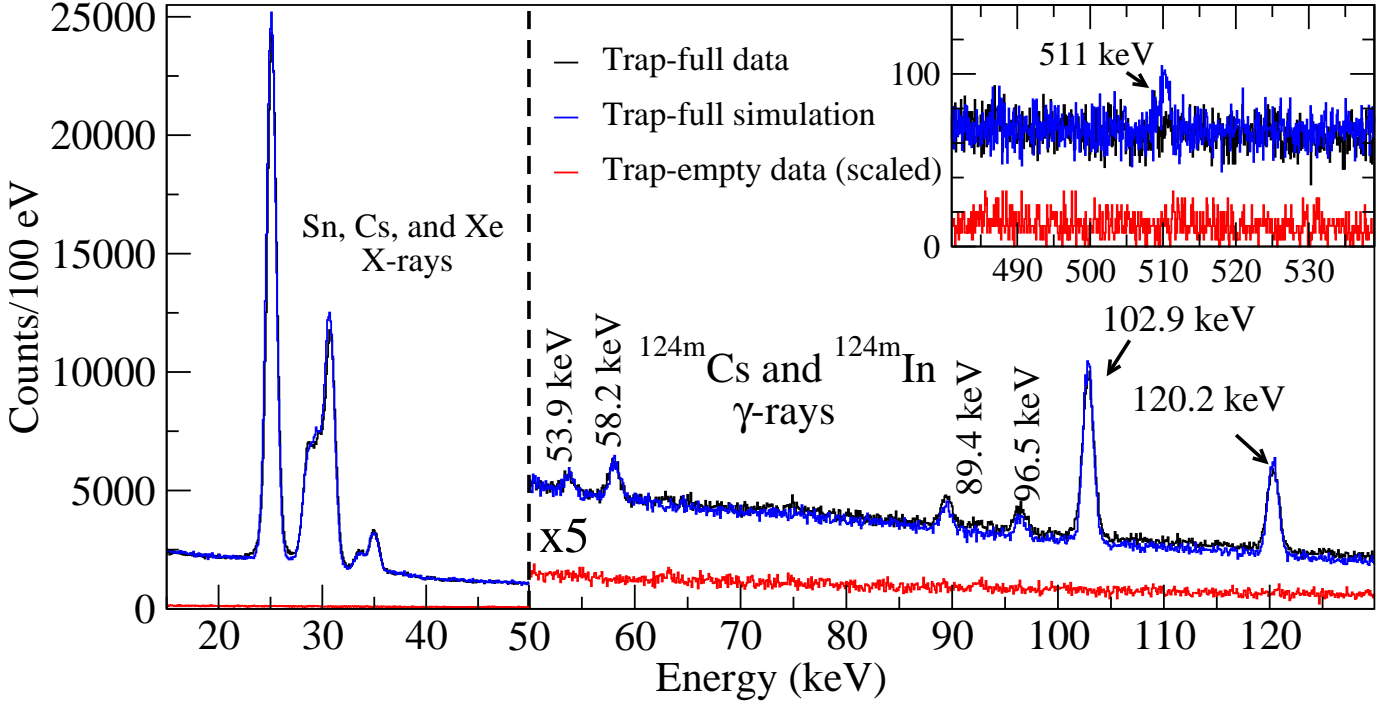 Counts/100 eV
25000
20000
15000
10000
5000
0
Trap-full data
Trap-full simulation
Trap-empty data (scaled)
Sn, Cs, and Xe
X-rays
511 keV
100
0
490 500 510 520 530
53.9 keV
58.2 keV
124mCs and 124mIn
γ-rays
89.4 keV
96.5 keV
102.9 keV
120.2 keV
x5
20 30 40 50 60 70 80 90 100 110 120
Energy (keV)